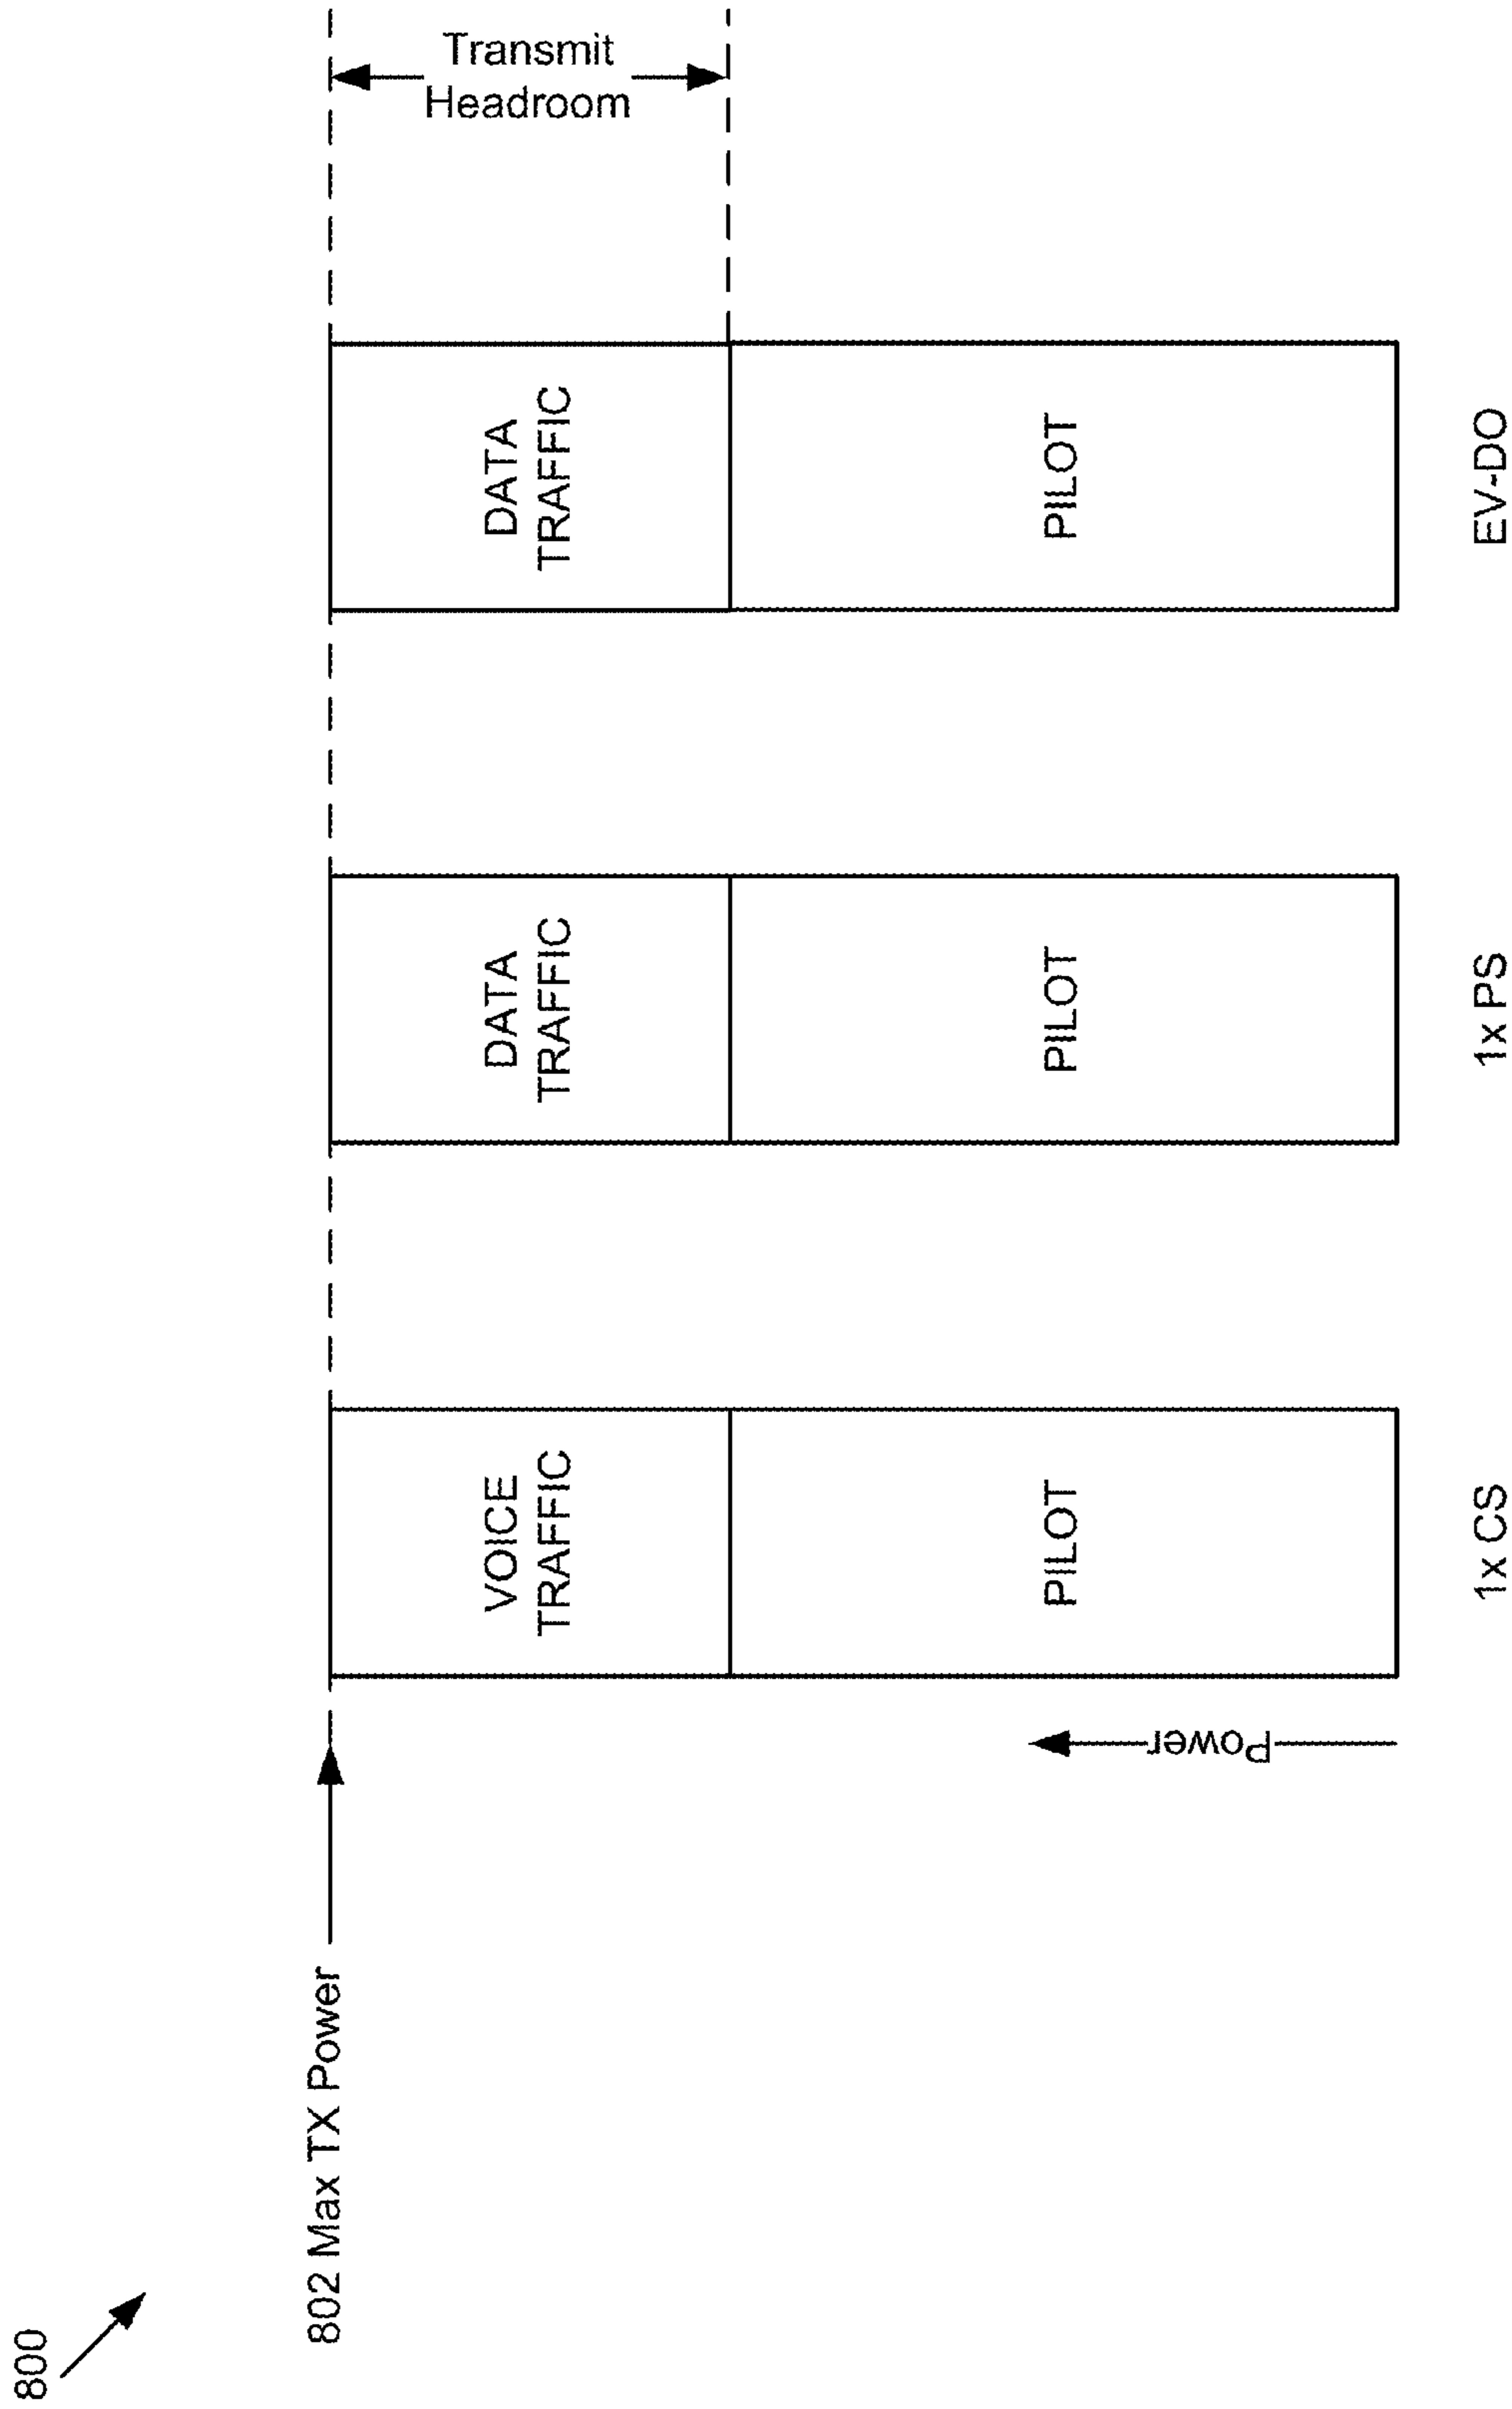 800
802 Max TX Power
Power
VOICE
TRAFFIC
PILOT
1x CS
DATA
TRAFFIC
PILOT
1x PS
DATA
TRAFFIC
PILOT
EV-DO
Transmit
Headroom